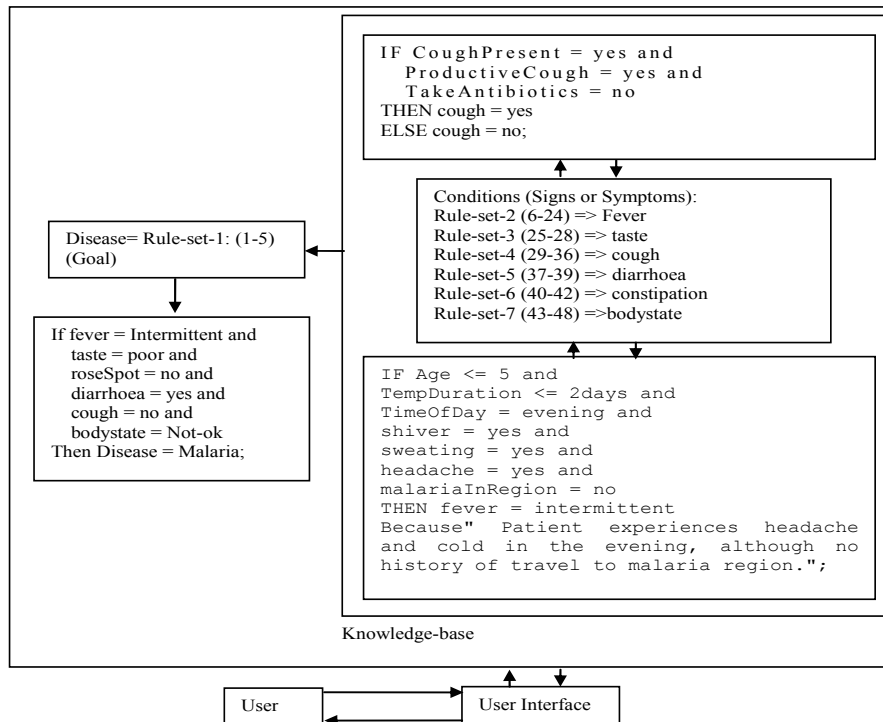 IF CoughPresent = yes and
ProductiveCough = yes and
TakeAntibiotics = no
THEN cough = yes
ELSE cough = no;
Conditions (Signs or Symptoms):
Rule-set-2 (6-24) => Fever
Rule-set-3 (25-28) => taste
Rule-set-4 (29-36) => cough
Rule-set-5 (37-39) => diarrhoea
Rule-set-6 (40-42) => constipation
Rule-set-7 (43-48) =>bodystate
Disease= Rule-set-1: (1-5)
(Goal)
If fever = Intermittent and
taste = poor and
roseSpot = no and
diarrhoea = yes and
cough = no and
bodystate = Not-ok
Then Disease = Malaria;
IF Age <= 5 and
TempDuration <= 2days and
TimeOfDay = evening and
shiver = yes and
sweating = yes and
headache = yes and
malariaInRegion = no
THEN fever = intermittent
Because" Patient experiences headache
and cold in the evening, although no
history of travel to malaria region.";
Knowledge-base
User
User Interface